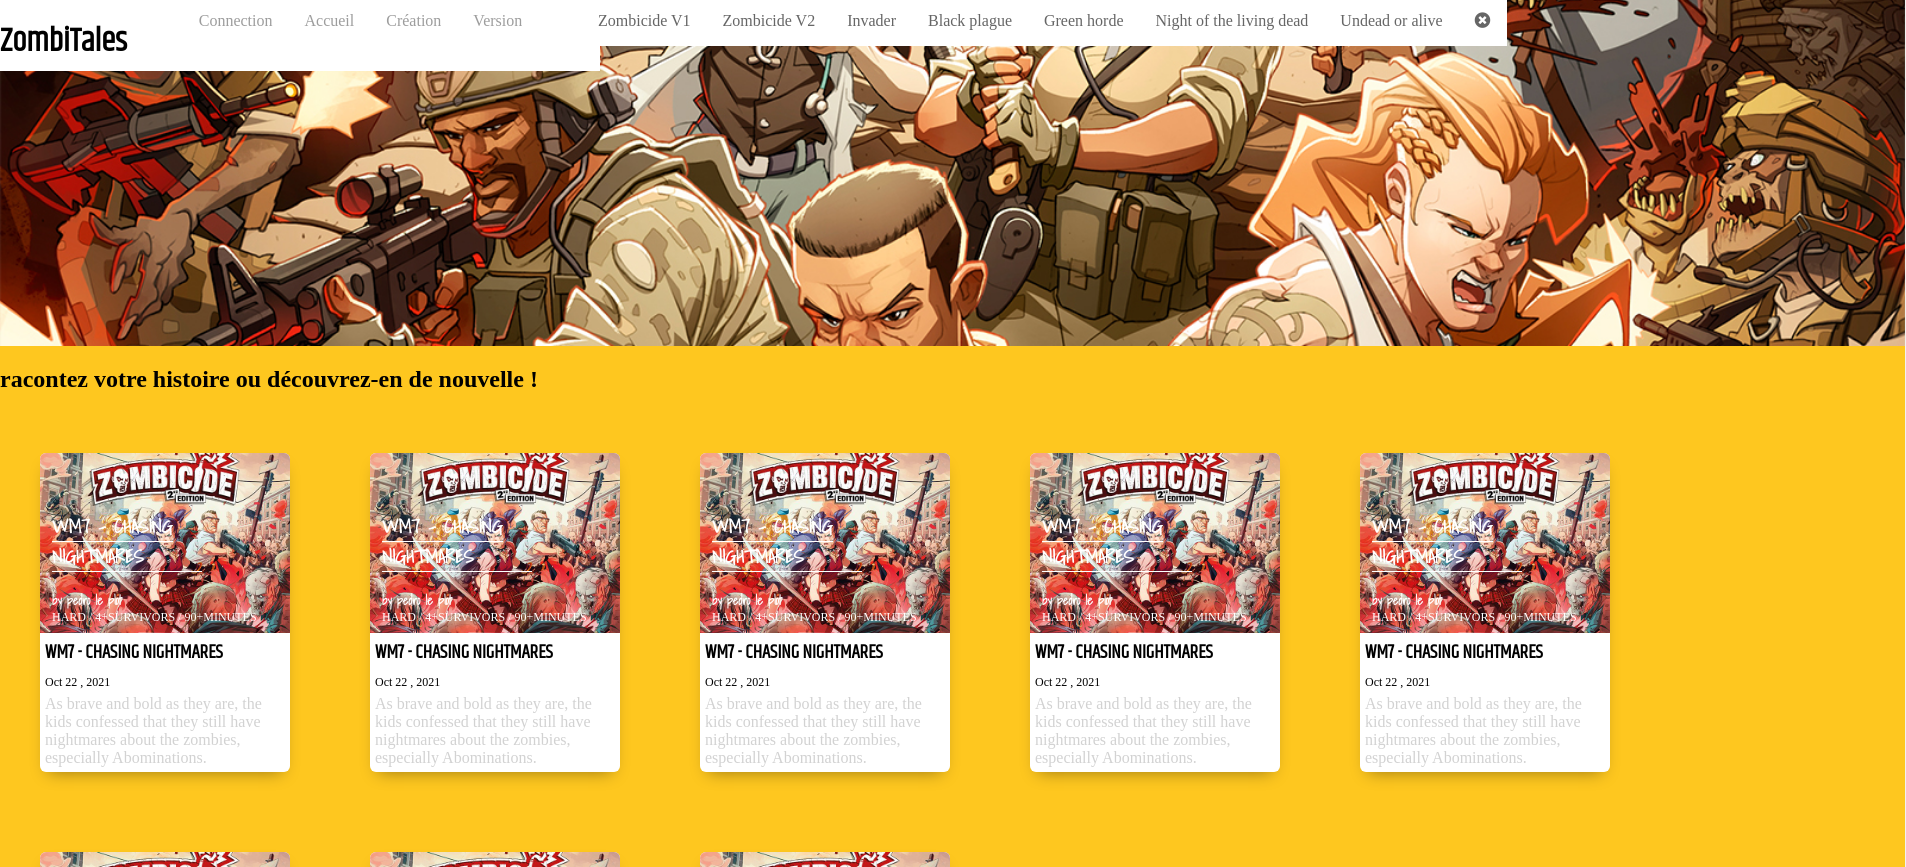 Connection Accueil Création Version Zombicide V1 Zombicide V2 Invader Black plague Green horde Night of the living dead Undead or alive
ZombiTales
racontez votre histoire ou découvrez-en de nouvelle !
ZOMBICIDE
2ND EDITION
WM7 - CHASING
NIGHTMARES
by pedro le pur
HARD / 4+SURVIVORS / 90+MINUTES
WM7 - CHASING NIGHTMARES
Oct 22 , 2021
As brave and bold as they are, the
kids confessed that they still have
nightmares about the zombies,
especially Abominations.
ZOMBICIDE
2ND EDITION
WM7 - CHASING
NIGHTMARES
by pedro le pur
HARD / 4+SURVIVORS / 90+MINUTES
WM7 - CHASING NIGHTMARES
Oct 22 , 2021
As brave and bold as they are, the
kids confessed that they still have
nightmares about the zombies,
especially Abominations.
ZOMBICIDE
2ND EDITION
WM7 - CHASING
NIGHTMARES
by pedro le pur
HARD / 4+SURVIVORS / 90+MINUTES
WM7 - CHASING NIGHTMARES
Oct 22 , 2021
As brave and bold as they are, the
kids confessed that they still have
nightmares about the zombies,
especially Abominations.
ZOMBICIDE
2ND EDITION
WM7 - CHASING
NIGHTMARES
by pedro le pur
HARD / 4+SURVIVORS / 90+MINUTES
WM7 - CHASING NIGHTMARES
Oct 22 , 2021
As brave and bold as they are, the
kids confessed that they still have
nightmares about the zombies,
especially Abominations.
ZOMBICIDE
2ND EDITION
WM7 - CHASING
NIGHTMARES
by pedro le pur
HARD / 4+SURVIVORS / 90+MINUTES
WM7 - CHASING NIGHTMARES
Oct 22 , 2021
As brave and bold as they are, the
kids confessed that they still have
nightmares about the zombies,
especially Abominations.